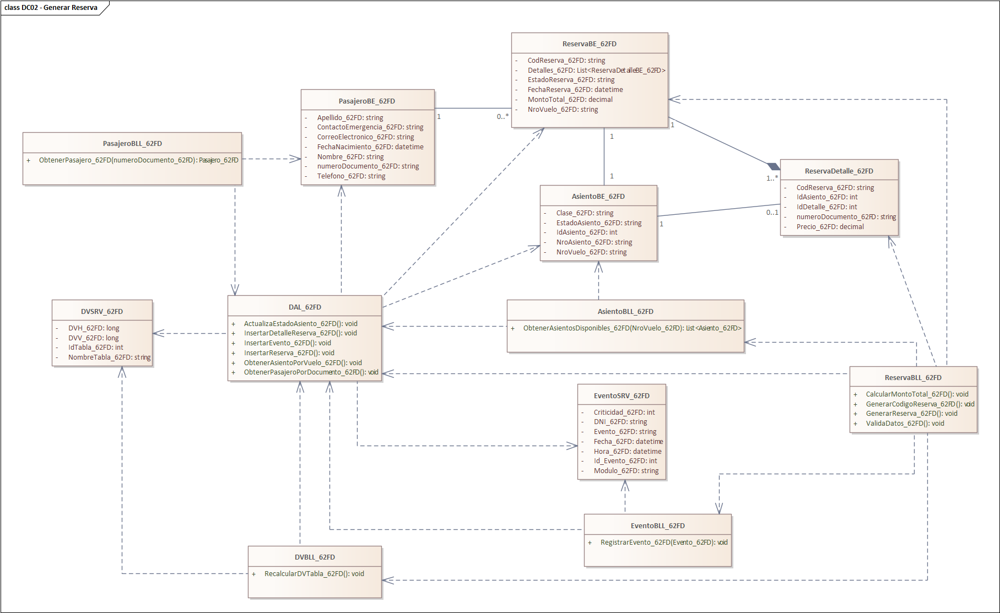 class DC02 - Generar Reserva
ReservaBE_62FD
- CodReserva_62FD: string
- Detalles_62FD: List<ReservaDetalleBE_62FD>
- EstadoReserva_62FD: string
- FechaReserva_62FD: datetime
- MontoTotal_62FD: decimal
- NroVuelo_62FD: string
PasajeroBE_62FD
- Apellido_62FD: string
- ContactoEmergencia_62FD: string
- CorreoElectronico_62FD: string
- FechaNacimiento_62FD: datetime
- Nombre_62FD: string
- numeroDocumento_62FD: string
- Telefono_62FD: string
1
0..*
PasajeroBLL_62FD
+ ObtenerPasajero_62FD(numeroDocumento_62FD): Pasajero_62FD
1
1
1
1..*
ReservaDetalle_62FD
- CodReserva_62FD: string
- IdAsiento_62FD: int
- IdDetalle_62FD: int
- numeroDocumento_62FD: string
- Precio_62FD: decimal
AsientoBE_62FD
- Clase_62FD: string
- EstadoAsiento_62FD: string
- IdAsiento_62FD: int
- NroAsiento_62FD: string
- NroVuelo_62FD: string
1
0..1
DVSRV_62FD
- DVH_62FD: long
- DVV_62FD: long
- IdTabla_62FD: int
- NombreTabla_62FD: string
DAL_62FD
+ ActualizaEstadoAsiento_62FD(): void
+ InsertarDetalleReserva_62FD(): void
+ InsertarEvento_62FD(): void
+ InsertarReserva_62FD(): void
+ ObtenerAsientoPorVuelo_62FD(): void
+ ObtenerPasajeroPorDocumento_62FD(): void
AsientoBLL_62FD
+ ObtenerAsientosDisponibles_62FD(NroVuelo_62FD): List<Asiento_62FD>
ReservaBLL_62FD
+ CalcularMontoTotal_62FD(): void
+ GenerarCodigoReserva_62FD(): void
+ GenerarReserva_62FD(): void
+ ValidaDatos_62FD(): void
EventoSRV_62FD
- Criticidad_62FD: int
- DNI_62FD: string
- Evento_62FD: string
- Fecha_62FD: datetime
- Hora_62FD: datetime
- Id_Evento_62FD: int
- Modulo_62FD: string
EventoBLL_62FD
+ RegistrarEvento_62FD(Evento_62FD): void
DVBLL_62FD
+ RecalcularDVTabla_62FD(): void